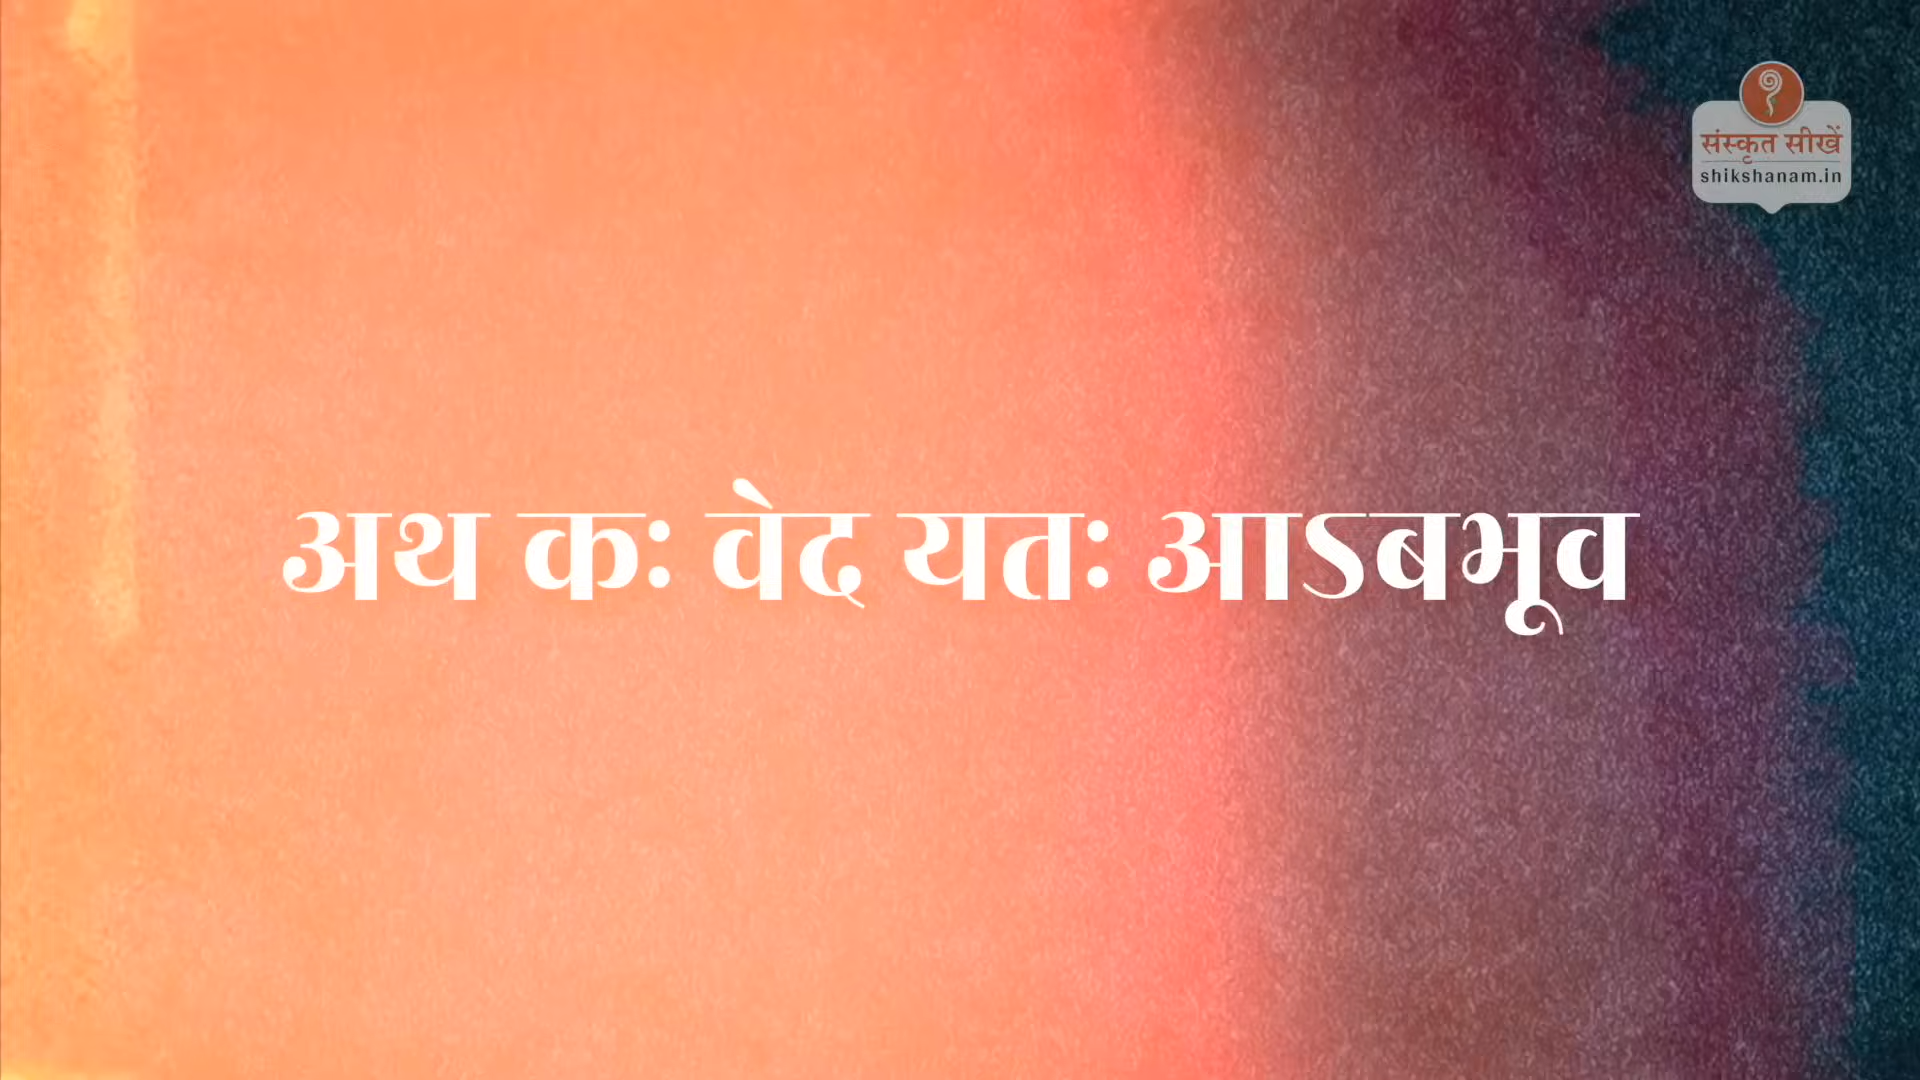 संस्कृत सीखें
shikshanam.in
अथ कः वेद यतः आऽबभूव